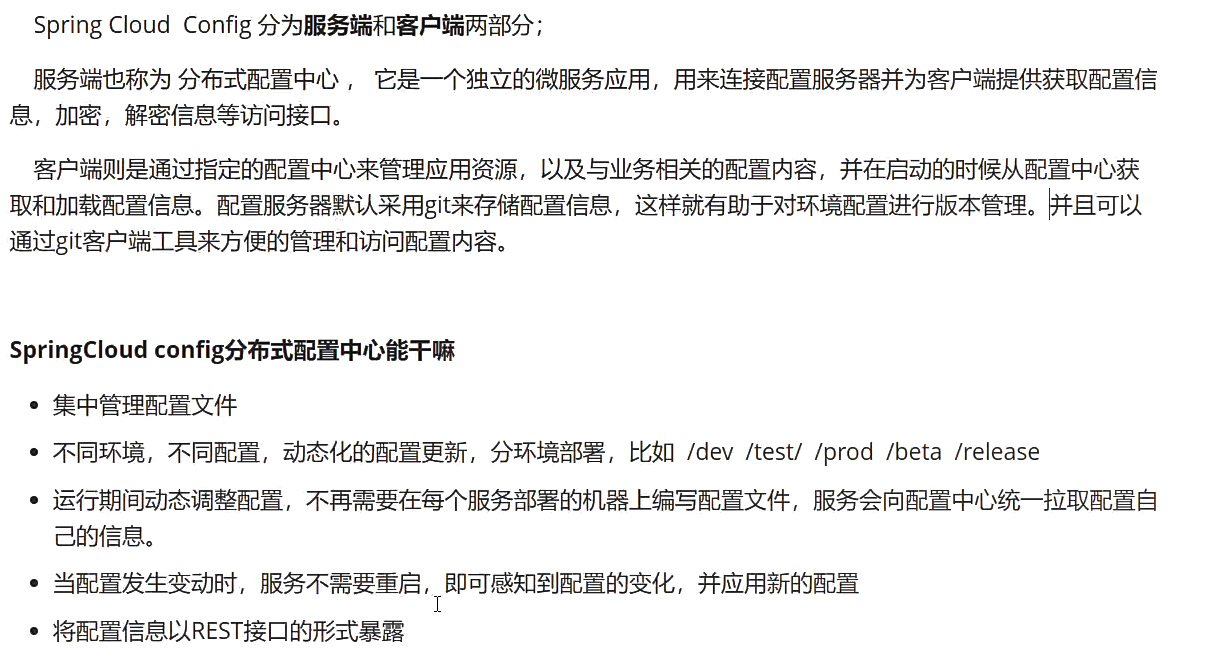 Spring Cloud  Config 分为服务端和客户端两部分；
服务端也称为 分布式配置中心 ， 它是一个独立的微服务应用，用来连接配置服务器并为客户端提供获取配置信
息，加密，解密信息等访问接口。
客户端则是通过指定的配置中心来管理应用资源，以及与业务相关的配置内容，并在启动的时候从配置中心获
取和加载配置信息。配置服务器默认采用git来存储配置信息，这样就有助于对环境配置进行版本管理。并且可以
通过git客户端工具来方便的管理和访问配置内容。
SpringCloud config分布式配置中心能干嘛
• 集中管理配置文件
• 不同环境，不同配置，动态化的配置更新，分环境部署，比如  /dev  /test/  /prod  /beta  /release
• 运行期间动态调整配置，不再需要在每个服务部署的机器上编写配置文件，服务会向配置中心统一拉取配置自
己的信息。
• 当配置发生变动时，服务不需要重启，即可感知到配置的变化，并应用新的配置
• 将配置信息以REST接口的形式暴露